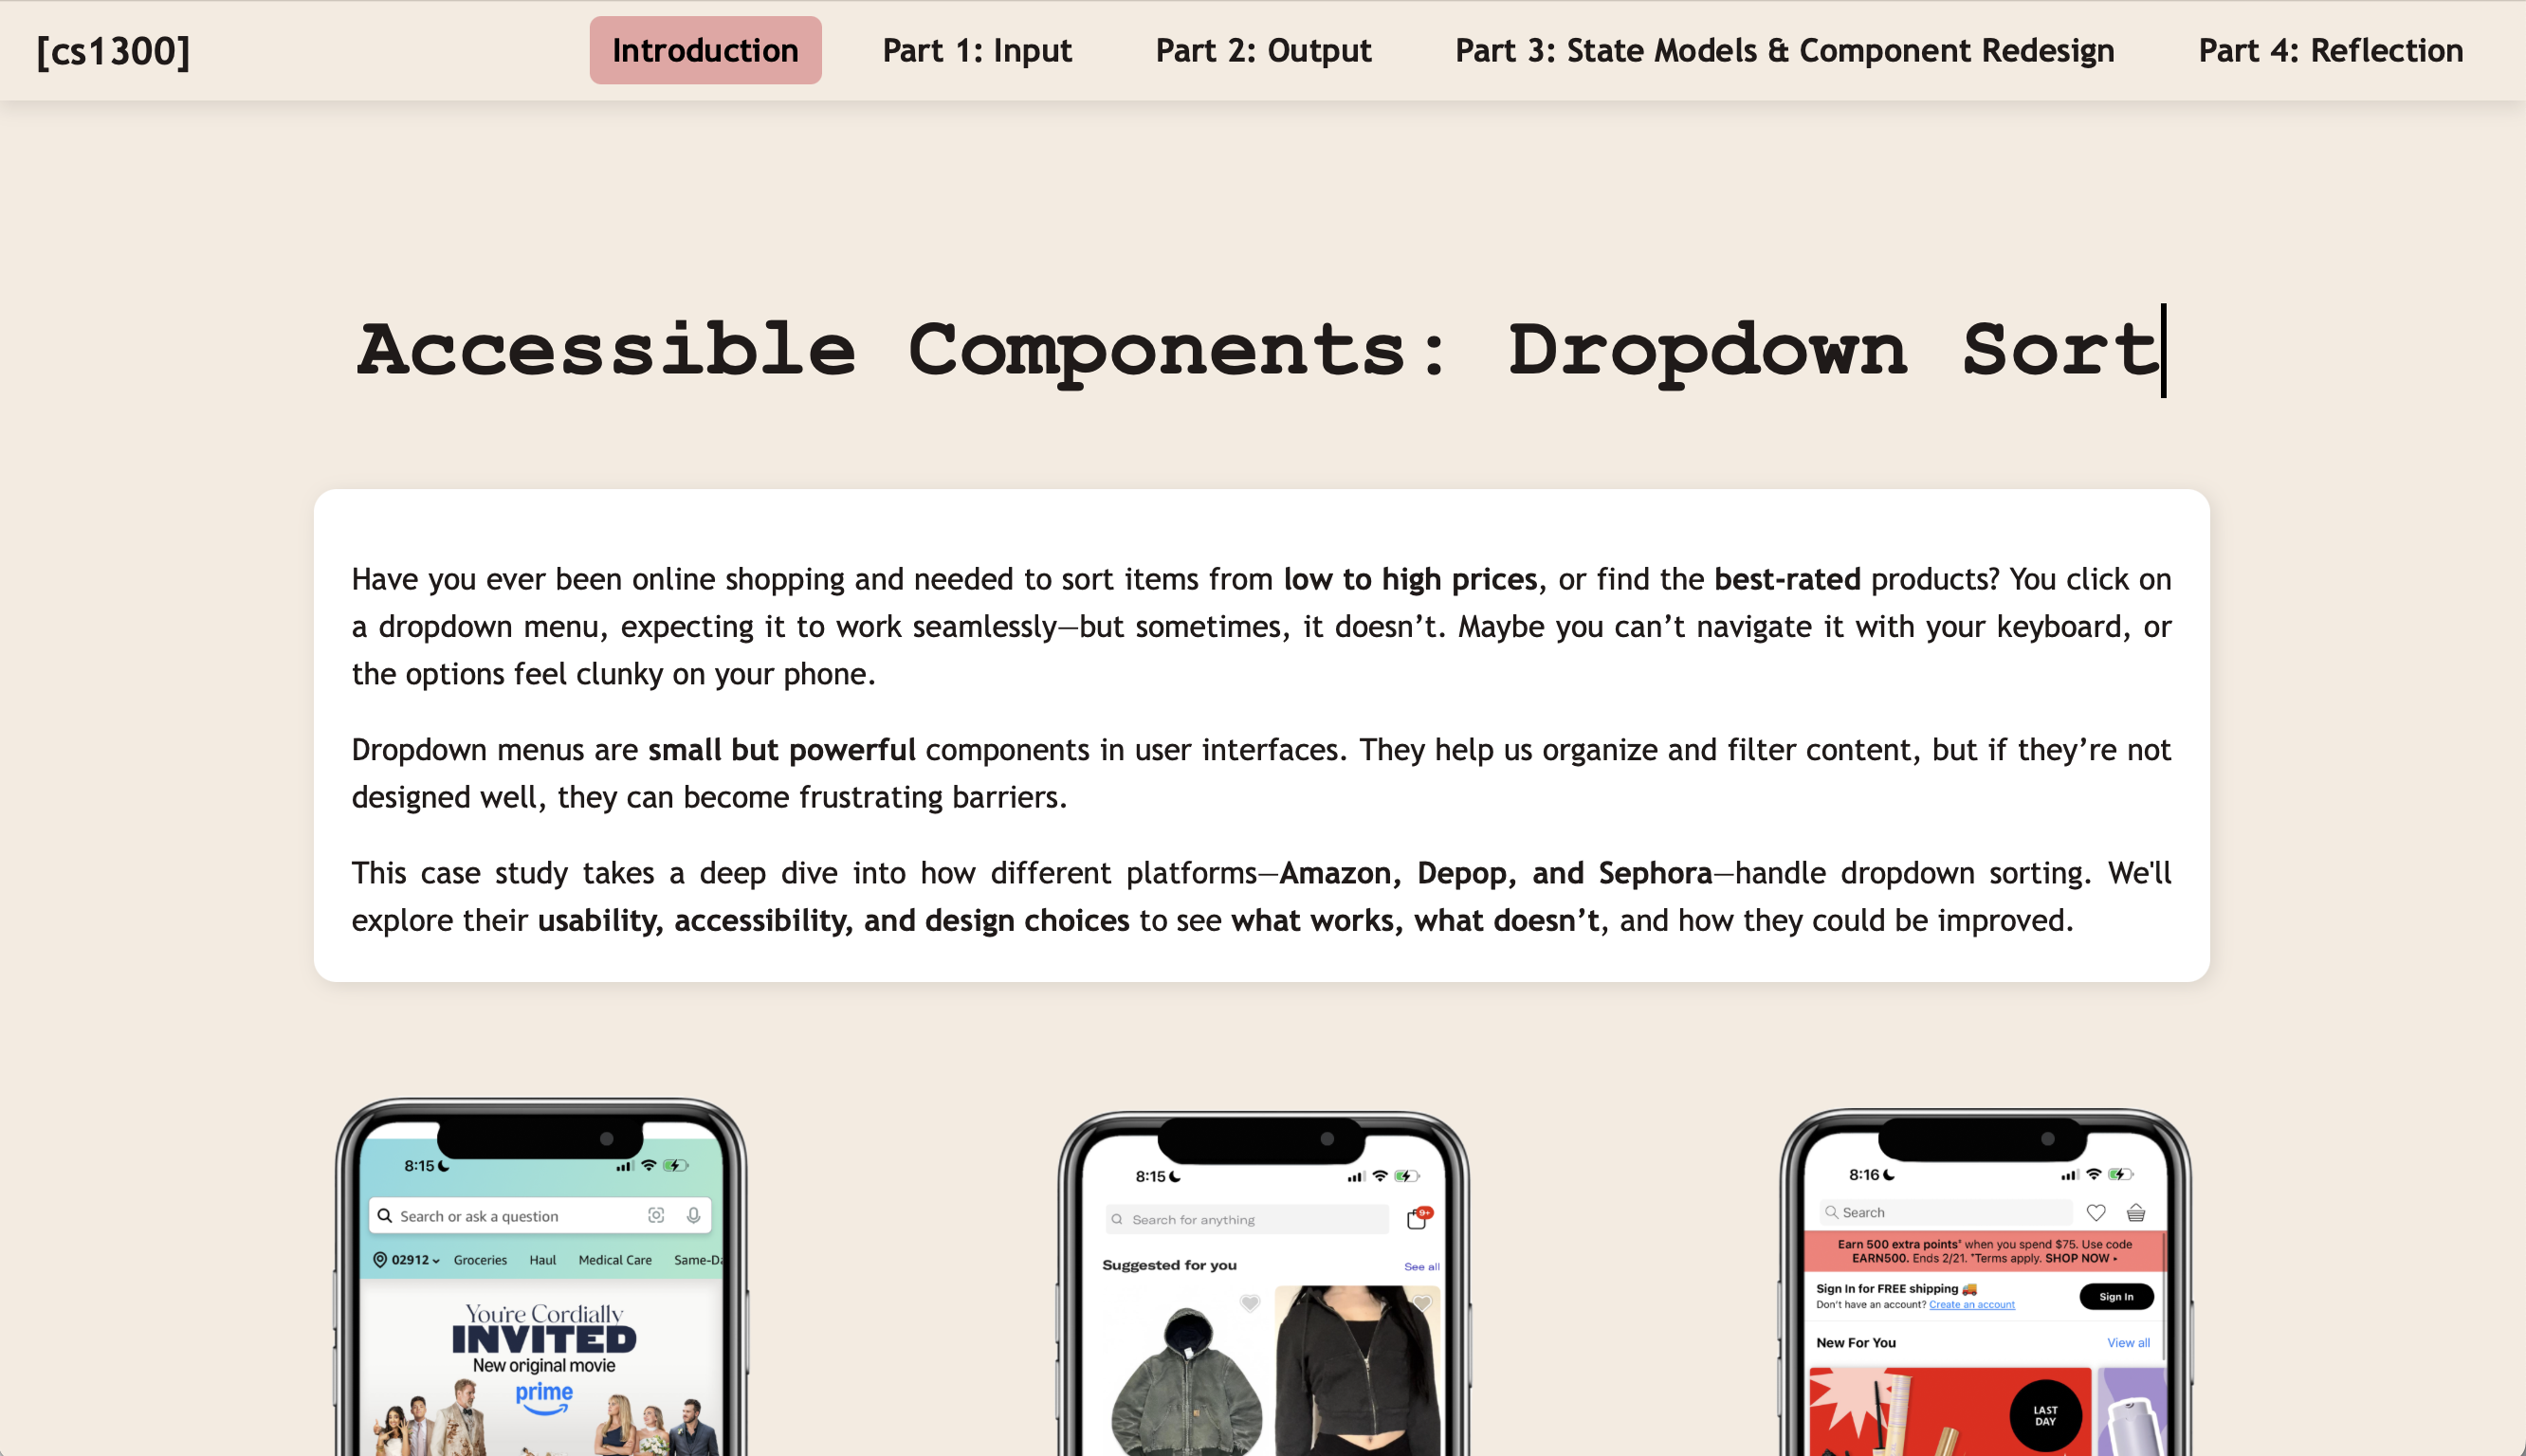 [cs1300]
Introduction
Part 1: Input
Part 2: Output
Part 3: State Models & Component Redesign
Part 4: Reflection
Accessible Components: Dropdown Sort
Have you ever been online shopping and needed to sort items from low to high prices, or find the best-rated products? You click on
a dropdown menu, expecting it to work seamlessly—but sometimes, it doesn’t. Maybe you can’t navigate it with your keyboard, or
the options feel clunky on your phone.
Dropdown menus are small but powerful components in user interfaces. They help us organize and filter content, but if they’re not
designed well, they can become frustrating barriers.
This case study takes a deep dive into how different platforms—Amazon, Depop, and Sephora—handle dropdown sorting. We'll
explore their usability, accessibility, and design choices to see what works, what doesn’t, and how they could be improved.
8:15
Search or ask a question
02912
Groceries
Haul
Medical Care
Same-Da
You're Cordially
INVITED
New original movie
prime
8:15
Search for anything
9+
Suggested for you
See all
8:16
Search
Earn 500 extra points* when you spend $75. Use code
EARN500. Ends 2/21. *Terms apply. SHOP NOW ▸
Sign In for FREE shipping 🚚
Don't have an account? Create an account
Sign In
New For You
View all
LAST
DAY